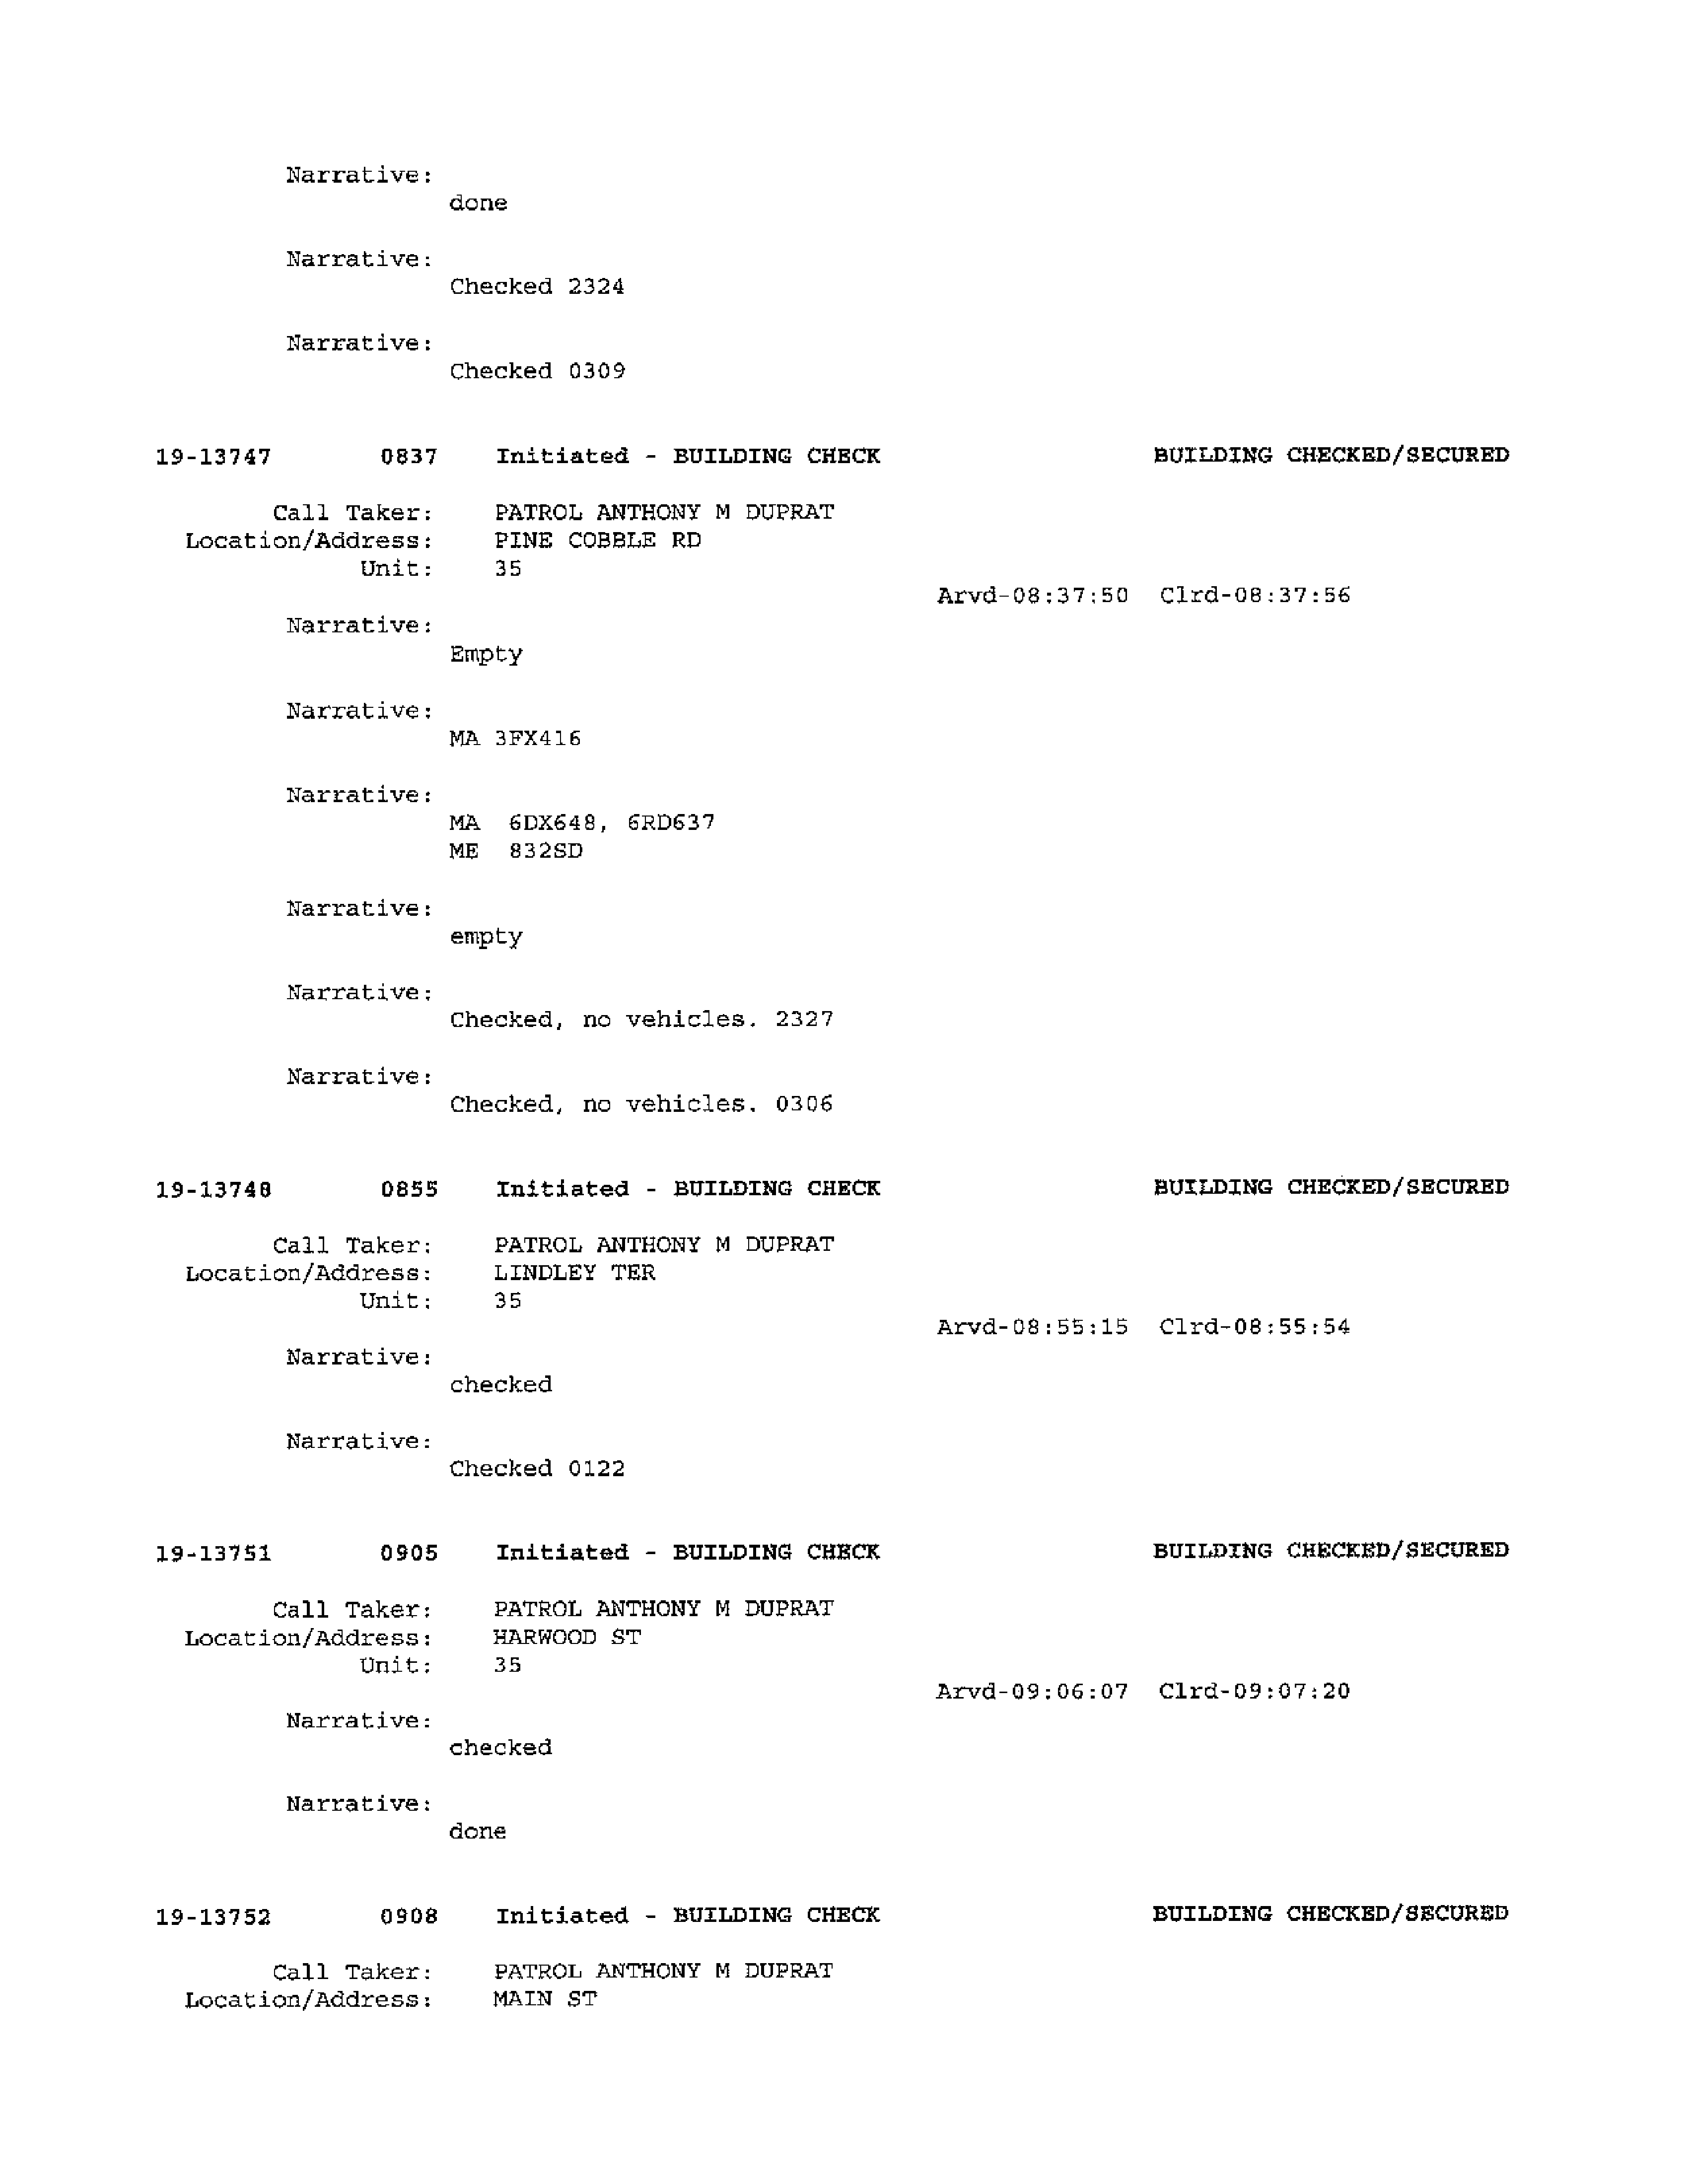 Narrative:
done
Narrative:
Checked 2324
Narrative:
Checked 0309
19-13747 0837 Initiated - BUILDING CHECK BUILDING CHECKED/SECURED
Call Taker: PATROL ANTHONY M DUPRAT
Location/Address: PINE COBBLE RD
Unit: 35
Arvd-08:37:50 Clrd-08:37:56
Narrative:
Empty
Narrative:
MA 3FX416
Narrative:
MA 6DX648, 6RD637
ME 832SD
Narrative:
empty
Narrative:
Checked, no vehicles. 2327
Narrative:
Checked, no vehicles. 0306
19-13748 0855 Initiated - BUILDING CHECK BUILDING CHECKED/SECURED
Call Taker: PATROL ANTHONY M DUPRAT
Location/Address: LINDLEY TER
Unit: 35
Arvd-08:55:15 Clrd-08:55:54
Narrative:
checked
Narrative:
Checked 0122
19-13751 0905 Initiated - BUILDING CHECK BUILDING CHECKED/SECURED
Call Taker: PATROL ANTHONY M DUPRAT
Location/Address: HARWOOD ST
Unit: 35
Arvd-09:06:07 Clrd-09:07:20
Narrative:
checked
Narrative:
done
19-13752 0908 Initiated - BUILDING CHECK BUILDING CHECKED/SECURED
Call Taker: PATROL ANTHONY M DUPRAT
Location/Address: MAIN ST